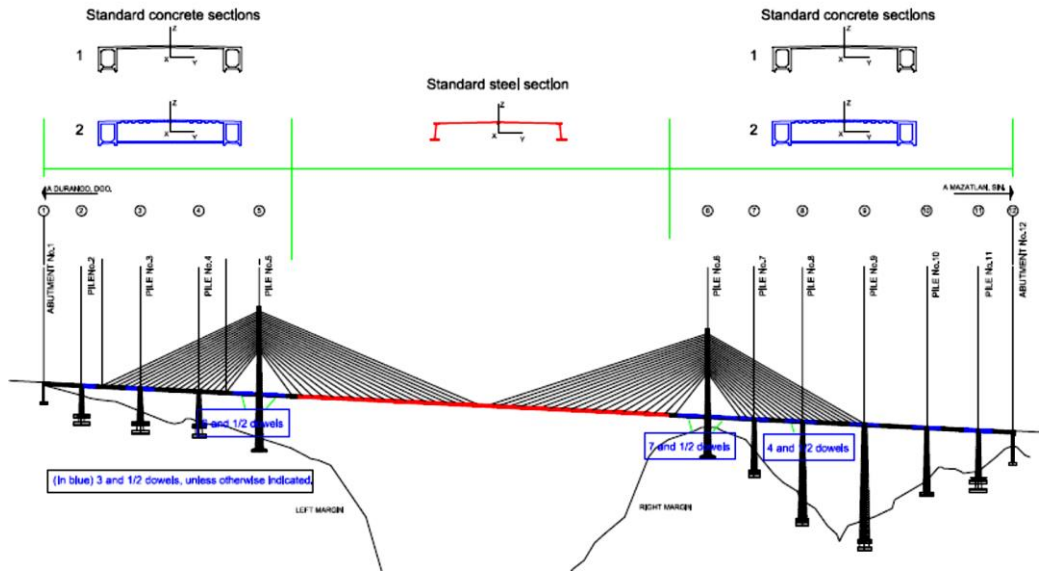 Standard concrete sections
Standard concrete sections
Z
1
X
Y
Z
1
X
Y
Standard steel section
Z
2
X
Y
Z
X
Y
Z
2
X
Y
A DURANGO, DGO.
A MAZATLAN, SIN.
1
2
3
4
5
6
7
8
9
10
11
12
ABUTMENT No.1
PILE No.2
PILE No.3
PILE No.4
PILE No.5
PILE No.6
PILE No.7
PILE No.8
PILE No.9
PILE No.10
PILE No.11
ABUTMENT No.12
and 1/2 dowels
7 and 1/2 dowels
4 and 1/2 dowels
(In blue) 3 and 1/2 dowels, unless otherwise indicated.
LEFT MARGIN
RIGHT MARGIN